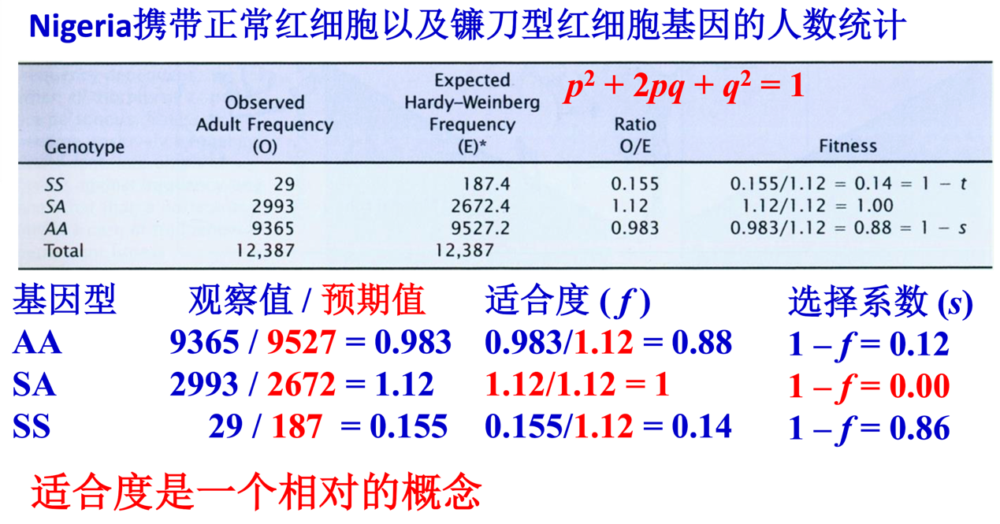 Nigeria携带正常红细胞以及镰刀型红细胞基因的人数统计
Expected
p² + 2pq + q² = 1
Observed Hardy–Weinberg
Adult Frequency Frequency Ratio
Genotype (O) (E)* O/E Fitness
SS 29 187.4 0.155 0.155/1.12 = 0.14 = 1 − t
SA 2993 2672.4 1.12 1.12/1.12 = 1.00
AA 9365 9527.2 0.983 0.983/1.12 = 0.88 = 1 − s
Total 12,387 12,387
基因型 观察值 / 预期值 适合度 ( f ) 选择系数 (s)
AA 9365 / 9527 = 0.983 0.983/1.12 = 0.88 1 – f = 0.12
SA 2993 / 2672 = 1.12 1.12/1.12 = 1 1 – f = 0.00
SS 29 / 187 = 0.155 0.155/1.12 = 0.14 1 – f = 0.86
适合度是一个相对的概念